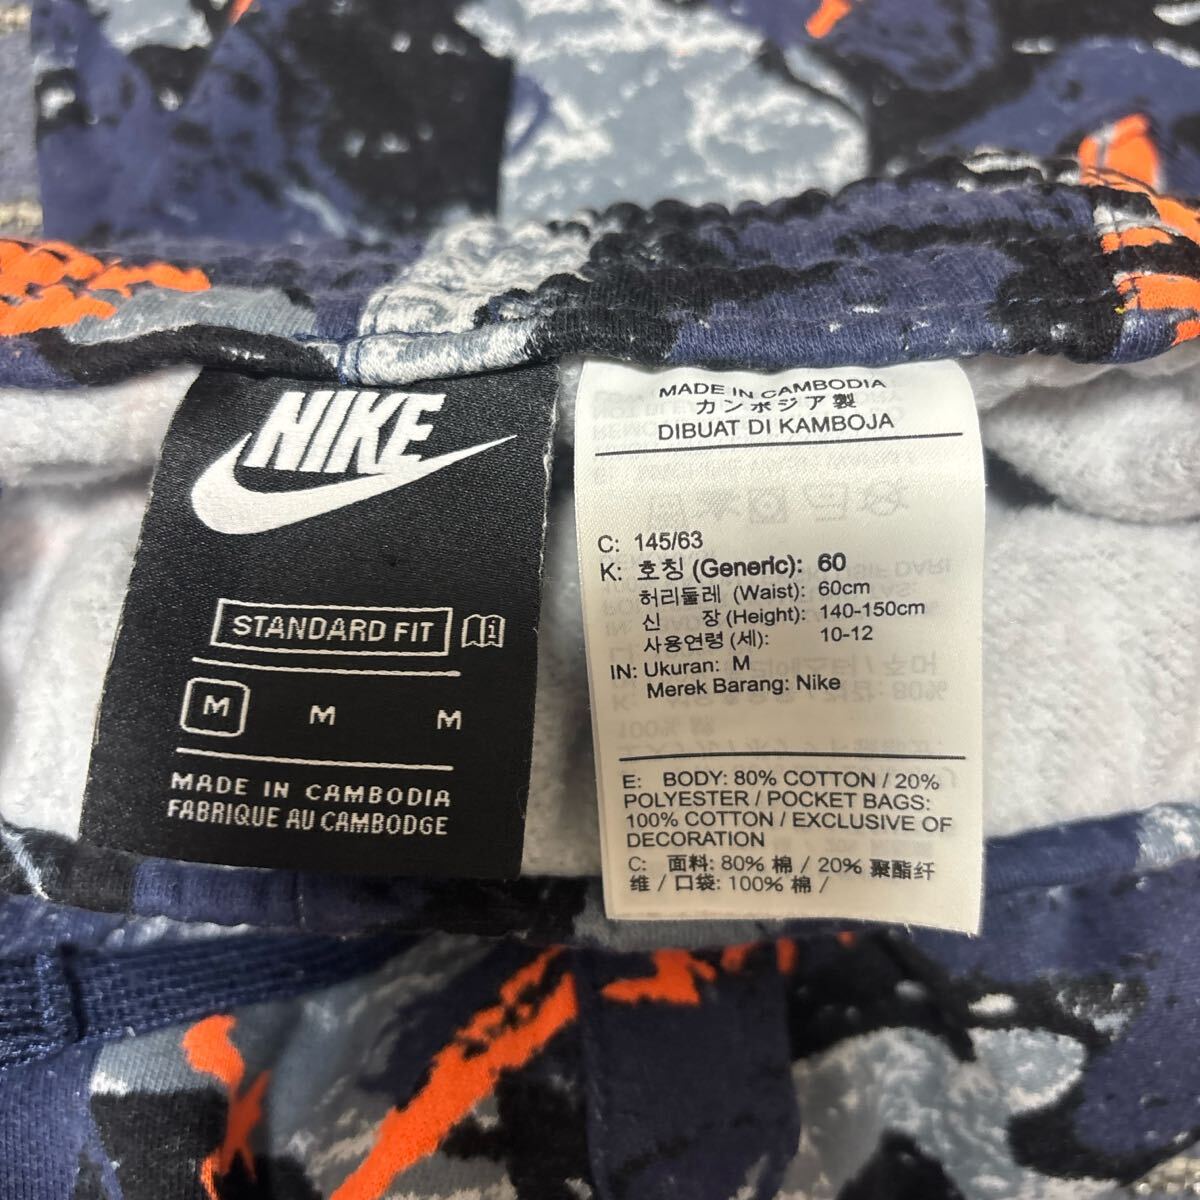 NIKE
STANDARD FIT
M M M
MADE IN CAMBODIA
FABRIQUE AU CAMBODGE
MADE IN CAMBODIA
カンボジア製
DIBUAT DI KAMBOJA
C: 145/63
K: 호칭 (Generic): 60
허리둘레 (Waist): 60cm
신 장 (Height): 140-150cm
사용연령 (세): 10-12
IN: Ukuran: M
Merek Barang: Nike
E: BODY: 80% COTTON / 20%
POLYESTER / POCKET BAGS:
100% COTTON / EXCLUSIVE OF
DECORATION
C: 面料: 80% 棉 / 20% 聚酯纤
维 / 口袋: 100% 棉 /